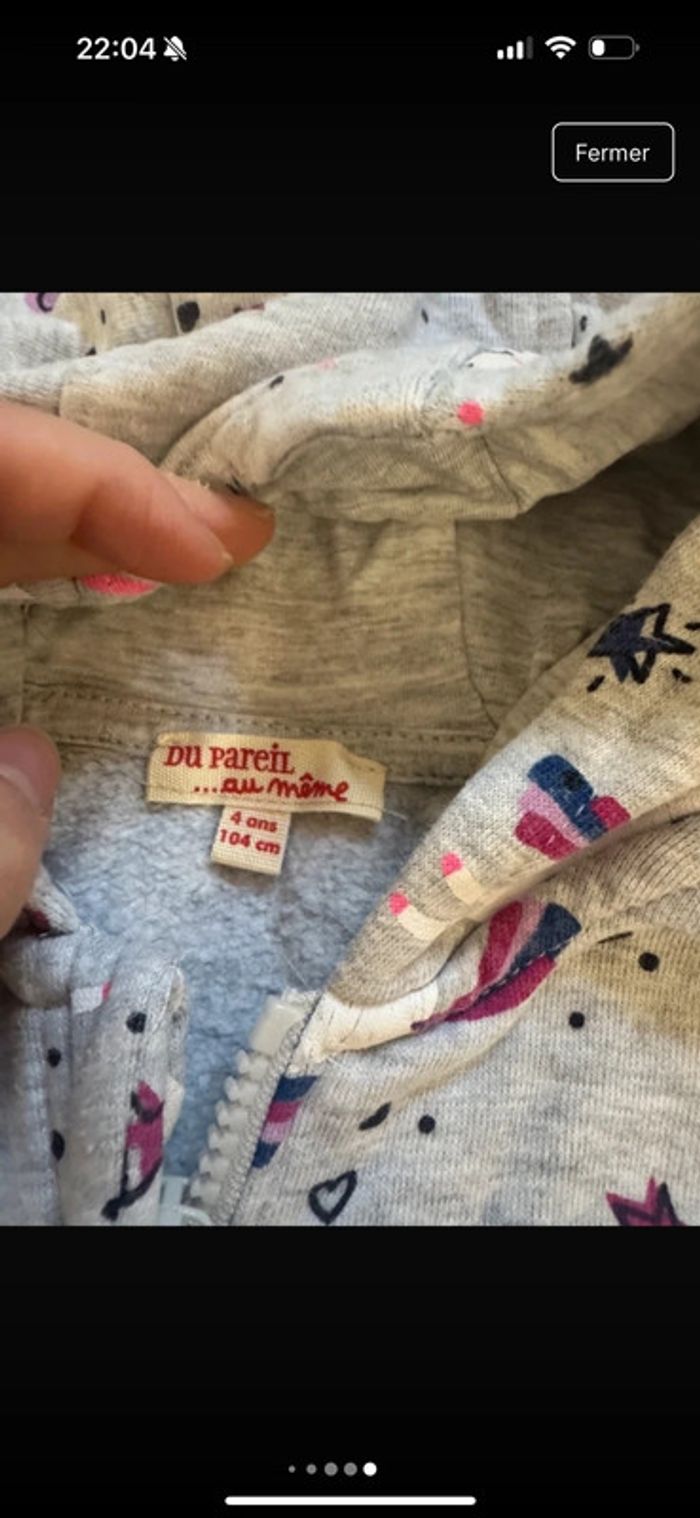 22:04
Fermer
DU PAREIL
...au même
4 ans
104 cm